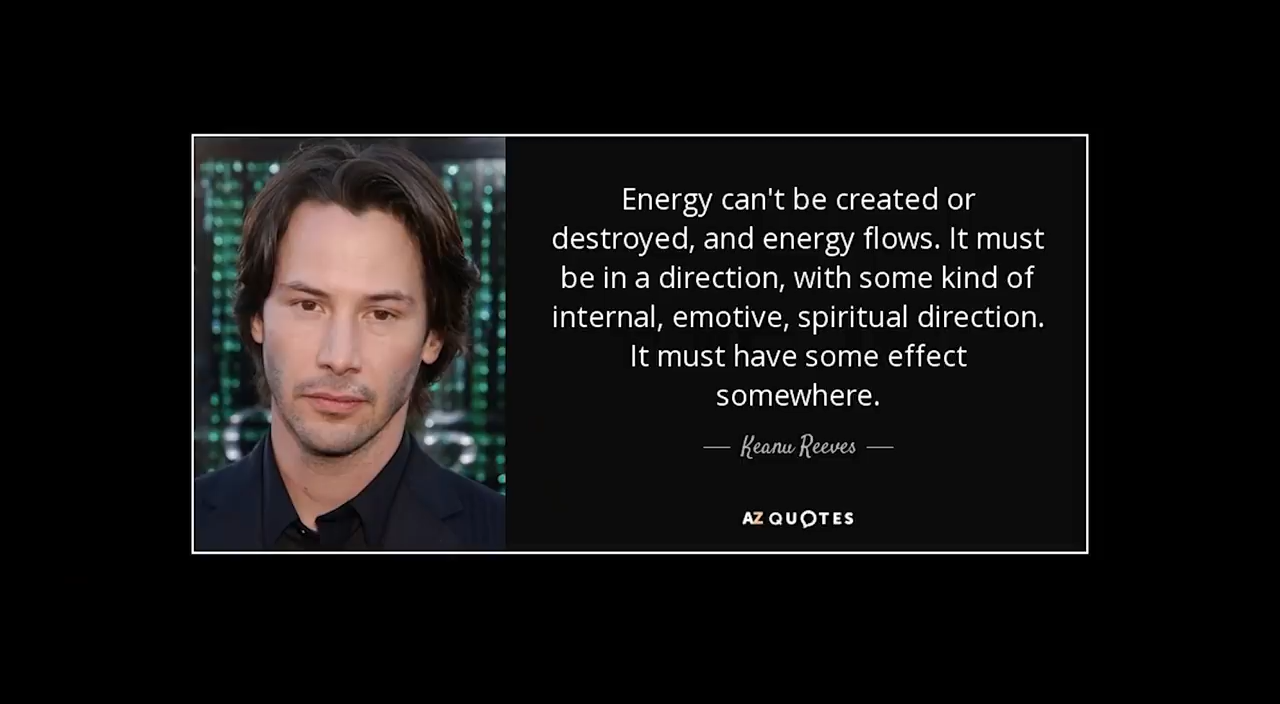 Energy can't be created or
destroyed, and energy flows. It must
be in a direction, with some kind of
internal, emotive, spiritual direction.
It must have some effect
somewhere.
Keanu Reeves
AZ QUOTES